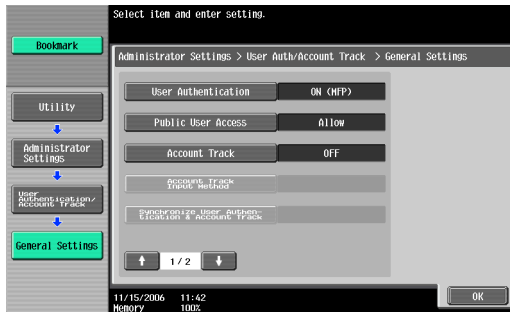 Select item and enter setting.
Bookmark
Administrator Settings > User Auth/Account Track > General Settings
User Authentication
ON (MFP)
Public User Access
Allow
Account Track
OFF
Account Track
Input Method
Synchronize User Authen-
tication & Account Track
1/2
Utility
Administrator
Settings
User
Authentication/
Account Track
General Settings
11/15/2006 11:42
Memory 100%
OK